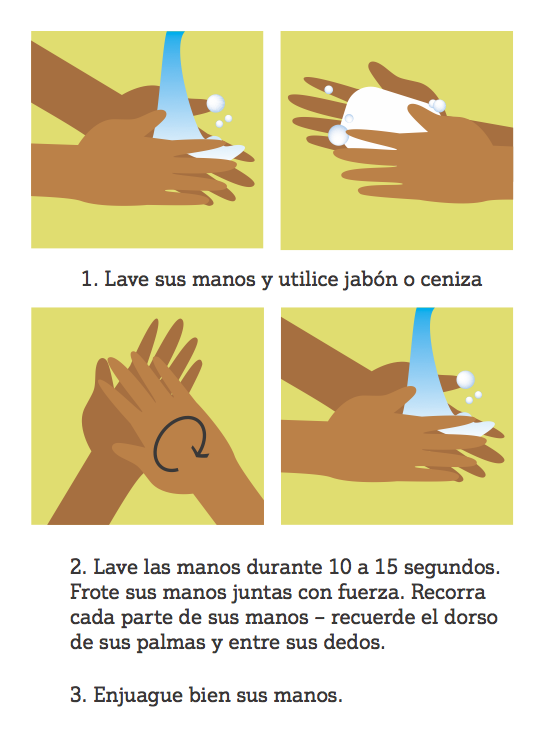 1. Lave sus manos y utilice jabón o ceniza
2. Lave las manos durante 10 a 15 segundos.
Frote sus manos juntas con fuerza. Recorra
cada parte de sus manos – recuerde el dorso
de sus palmas y entre sus dedos.
3. Enjuague bien sus manos.